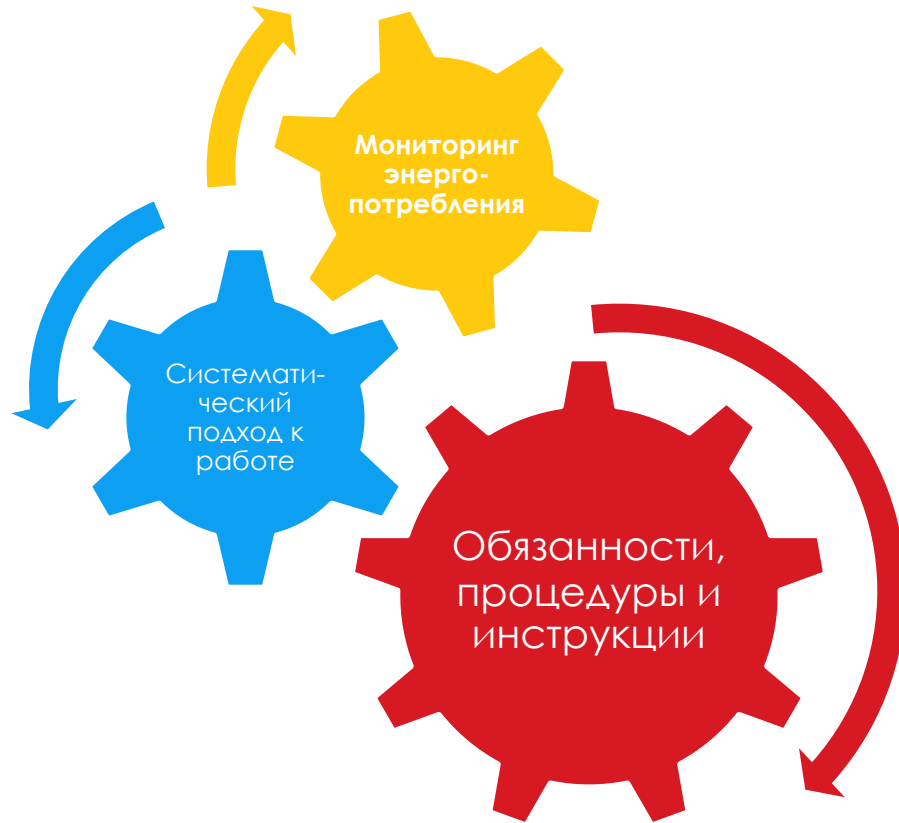 Мониторинг
энерго-
потребления
Системати-
ческий
подход к
работе
Обязанности,
процедуры и
инструкции